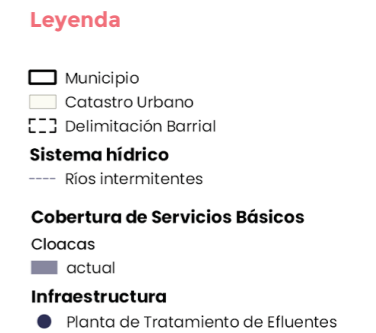 Leyenda
Municipio
Catastro Urbano
Delimitación Barrial
Sistema hídrico
Ríos intermitentes
Cobertura de Servicios Básicos
Cloacas
actual
Infraestructura
Planta de Tratamiento de Efluentes